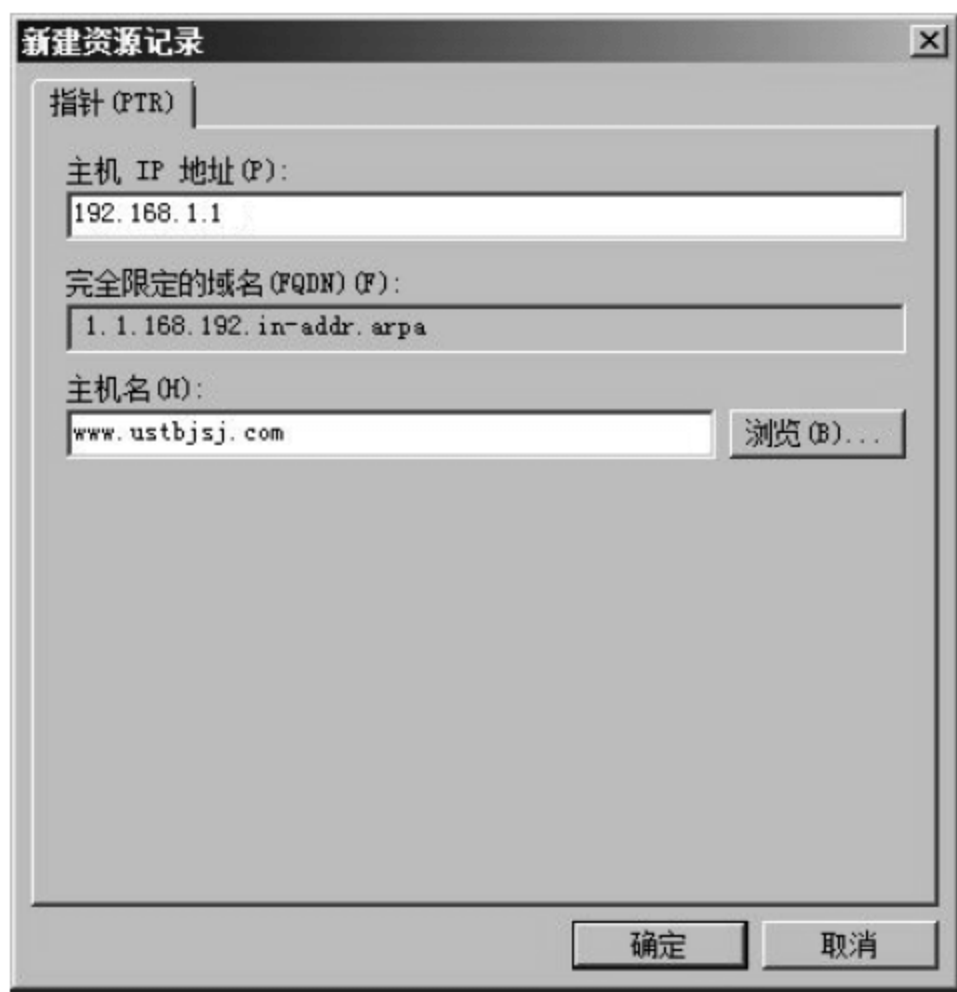 新建资源记录
指针(PTR)
主机 IP 地址(P):
192.168.1.1
完全限定的域名(FQDN)(F):
1.1.168.192.in-addr.arpa
主机名(H):
www.ustbjsj.com
浏览(B)...
确定
取消